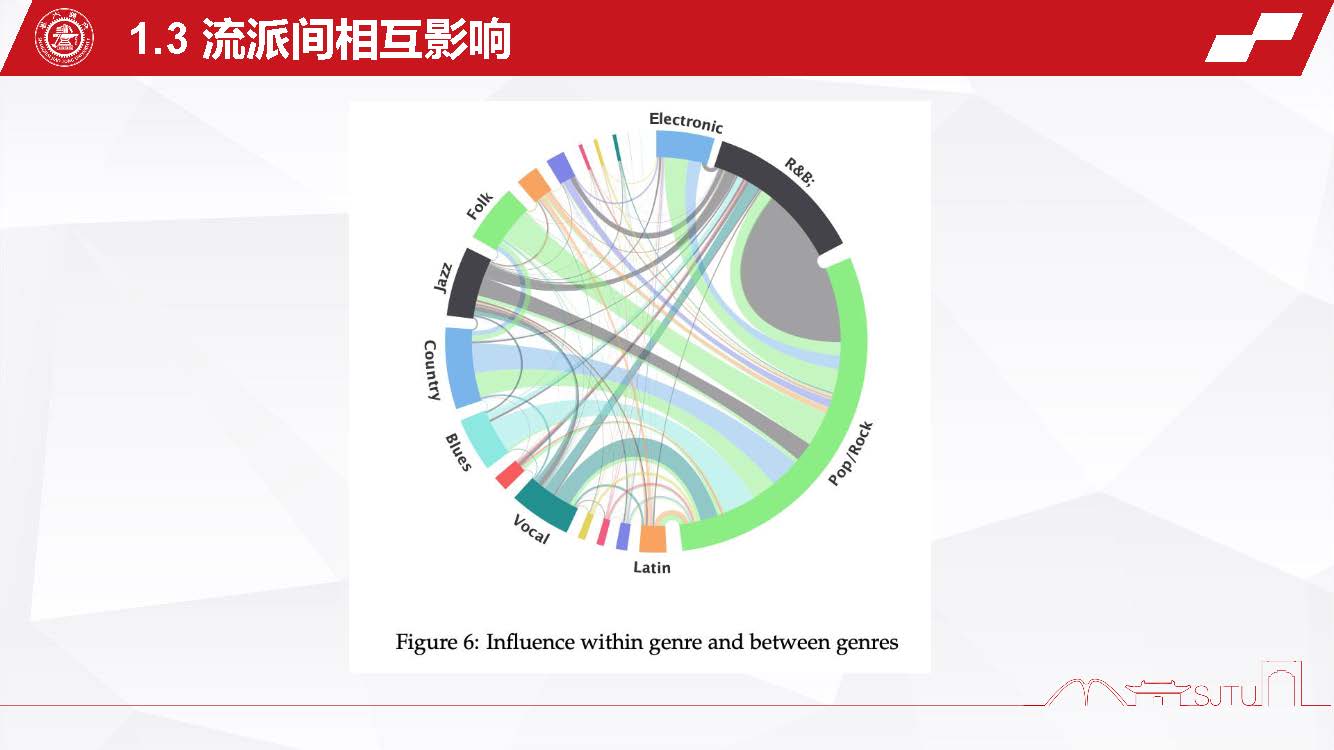 1.3 流派间相互影响
Electronic
R&B;
Folk
Jazz
Country
Blues
Vocal
Latin
Pop/Rock
Figure 6: Influence within genre and between genres
SJTU